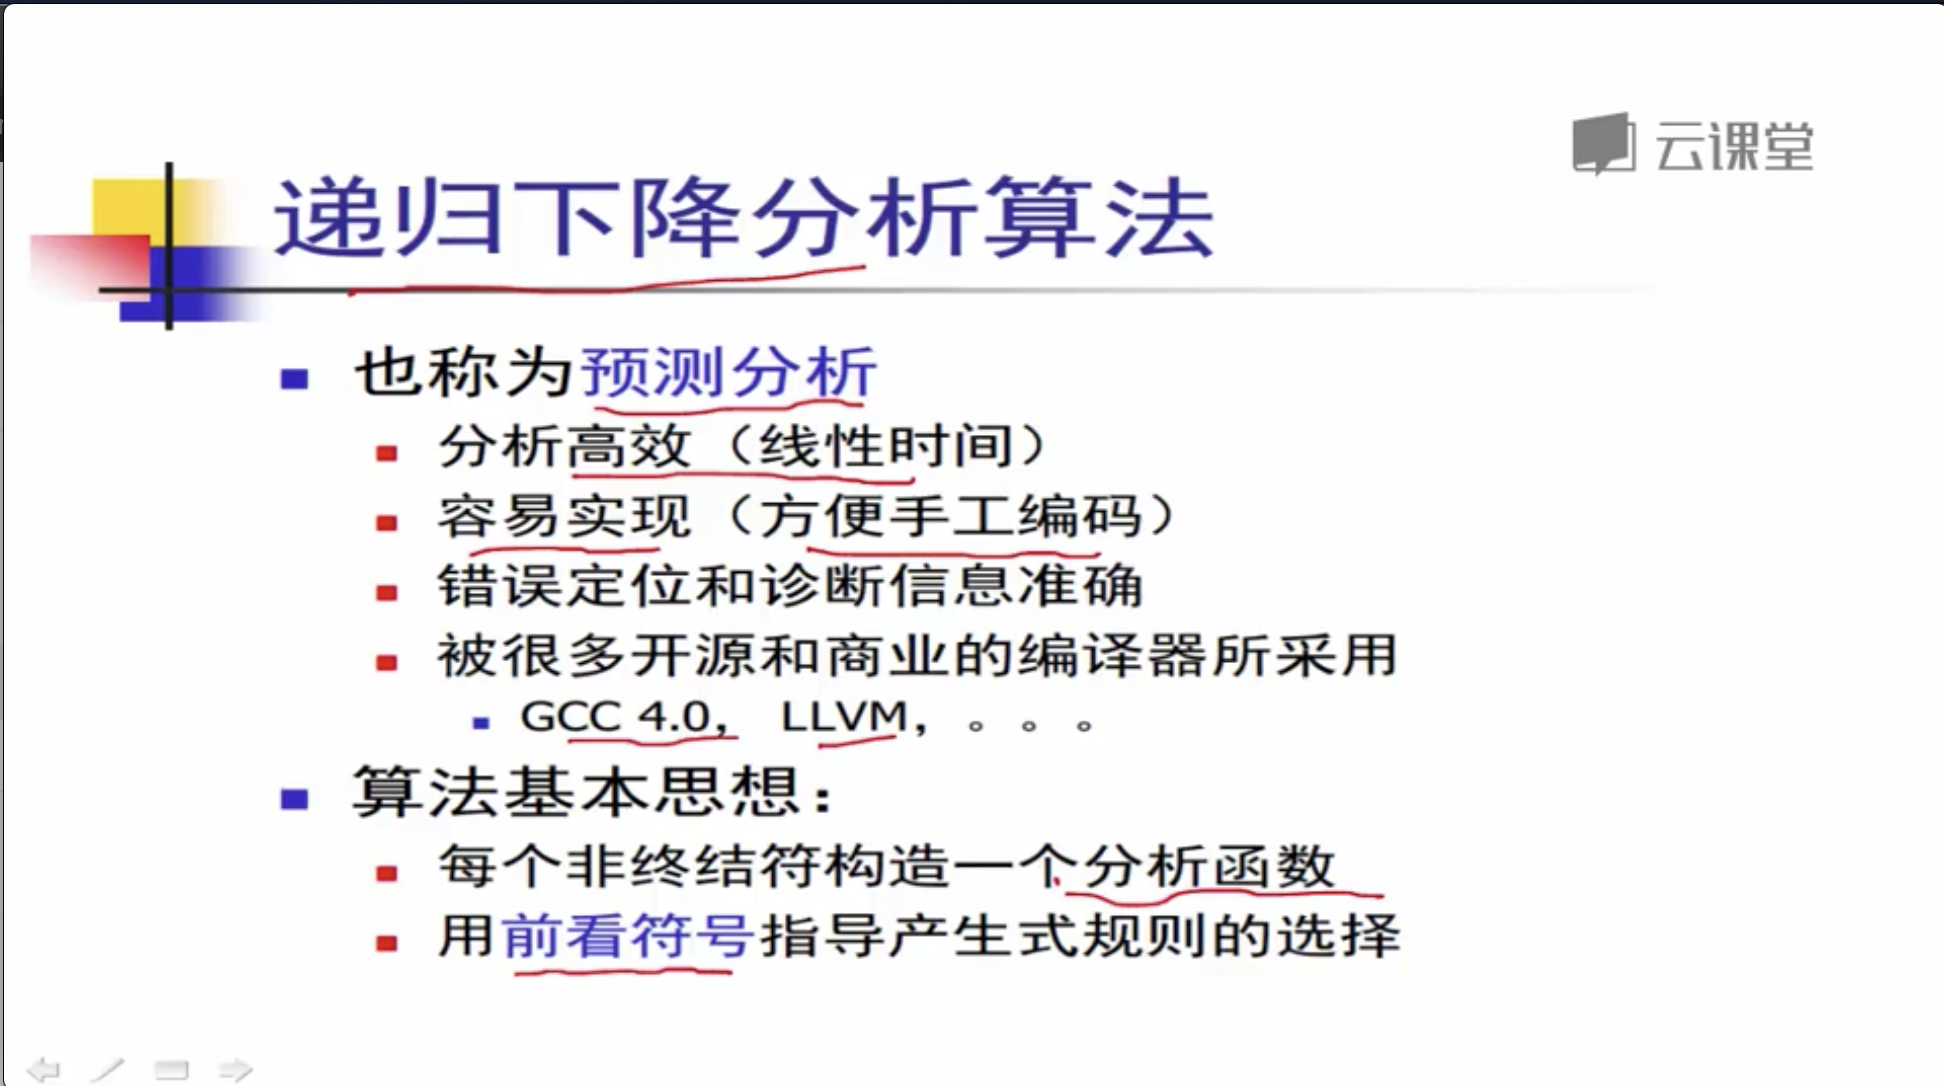 云课堂
递归下降分析算法
也称为预测分析
分析高效（线性时间）
容易实现（方便手工编码）
错误定位和诊断信息准确
被很多开源和商业的编译器所采用
GCC 4.0， LLVM，。。。
算法基本思想：
每个非终结符构造一个分析函数
用前看符号指导产生式规则的选择